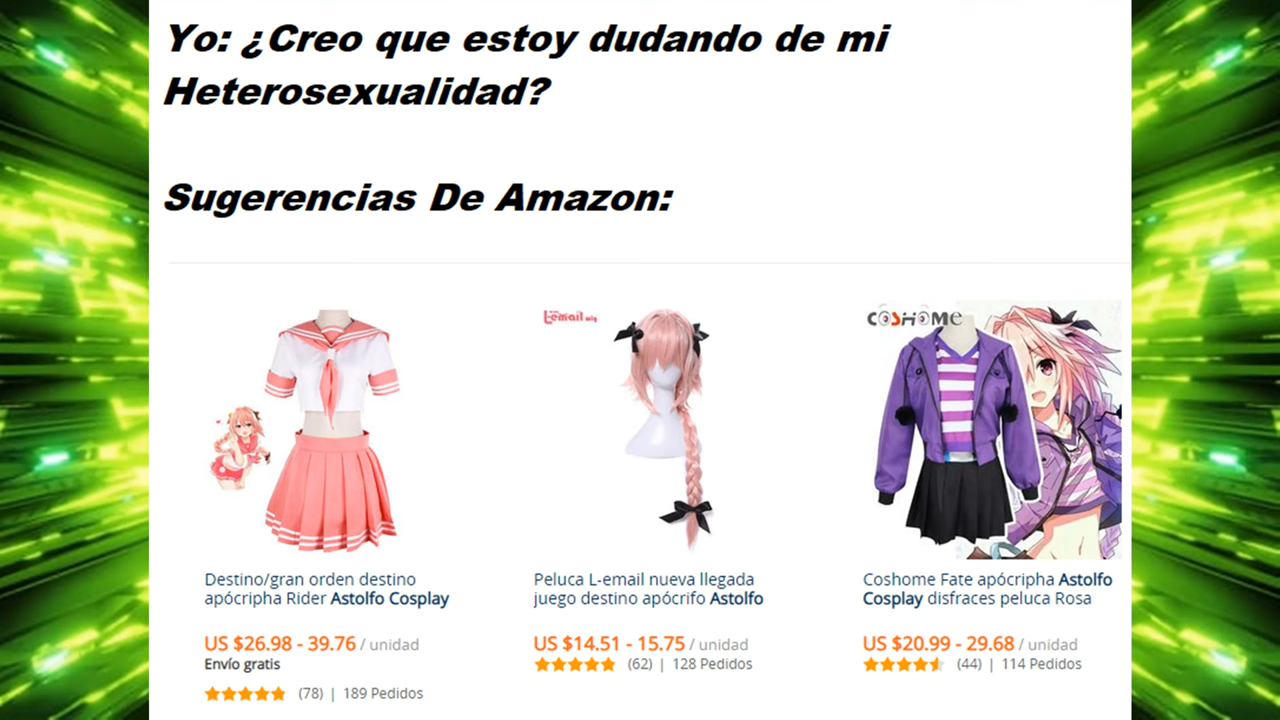 Yo: ¿Creo que estoy dudando de mi
Heterosexualidad?
Sugerencias De Amazon:
L-email wig
COSHOME
Destino/gran orden destino
apócripha Rider Astolfo Cosplay
US $26.98 - 39.76 / unidad
Envío gratis
(78) | 189 Pedidos
Peluca L-email nueva llegada
juego destino apócrifo Astolfo
US $14.51 - 15.75 / unidad
(62) | 128 Pedidos
Coshome Fate apócripha Astolfo
Cosplay disfraces peluca Rosa
US $20.99 - 29.68 / unidad
(44) | 114 Pedidos